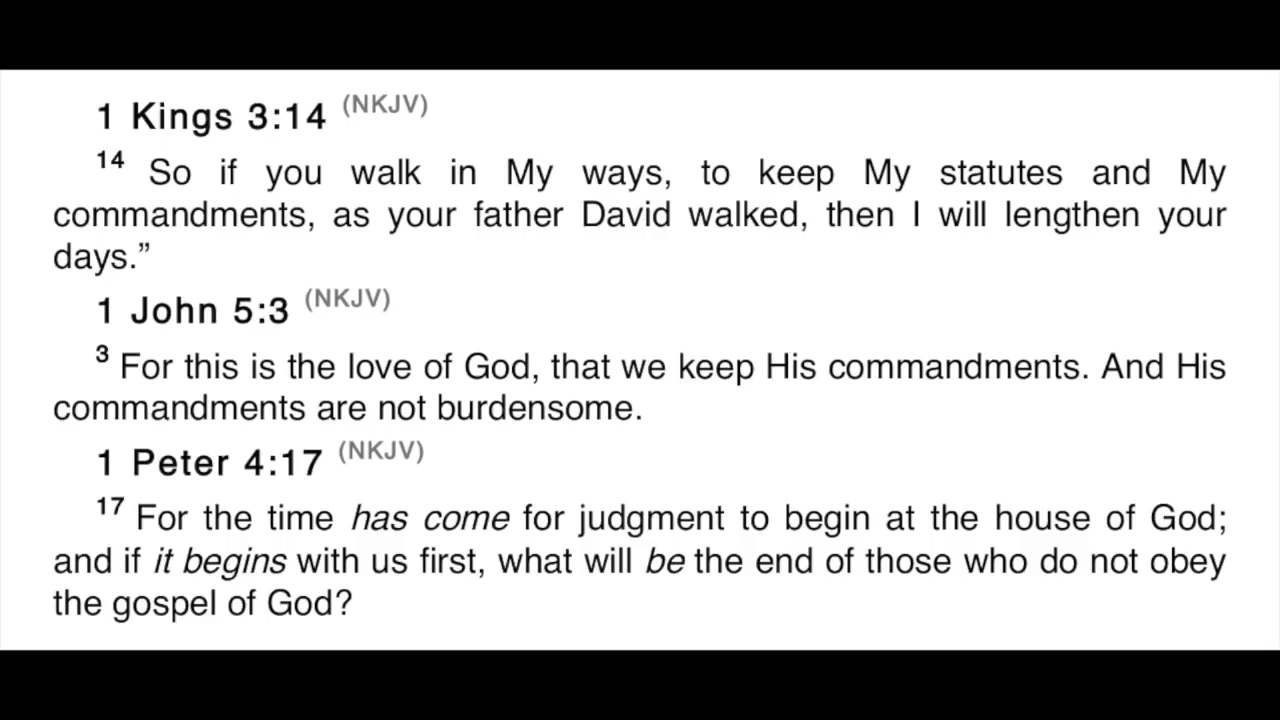 1 Kings 3:14 (NKJV)
14 So if you walk in My ways, to keep My statutes and My
commandments, as your father David walked, then I will lengthen your
days.”
1 John 5:3 (NKJV)
3 For this is the love of God, that we keep His commandments. And His
commandments are not burdensome.
1 Peter 4:17 (NKJV)
17 For the time has come for judgment to begin at the house of God;
and if it begins with us first, what will be the end of those who do not obey
the gospel of God?